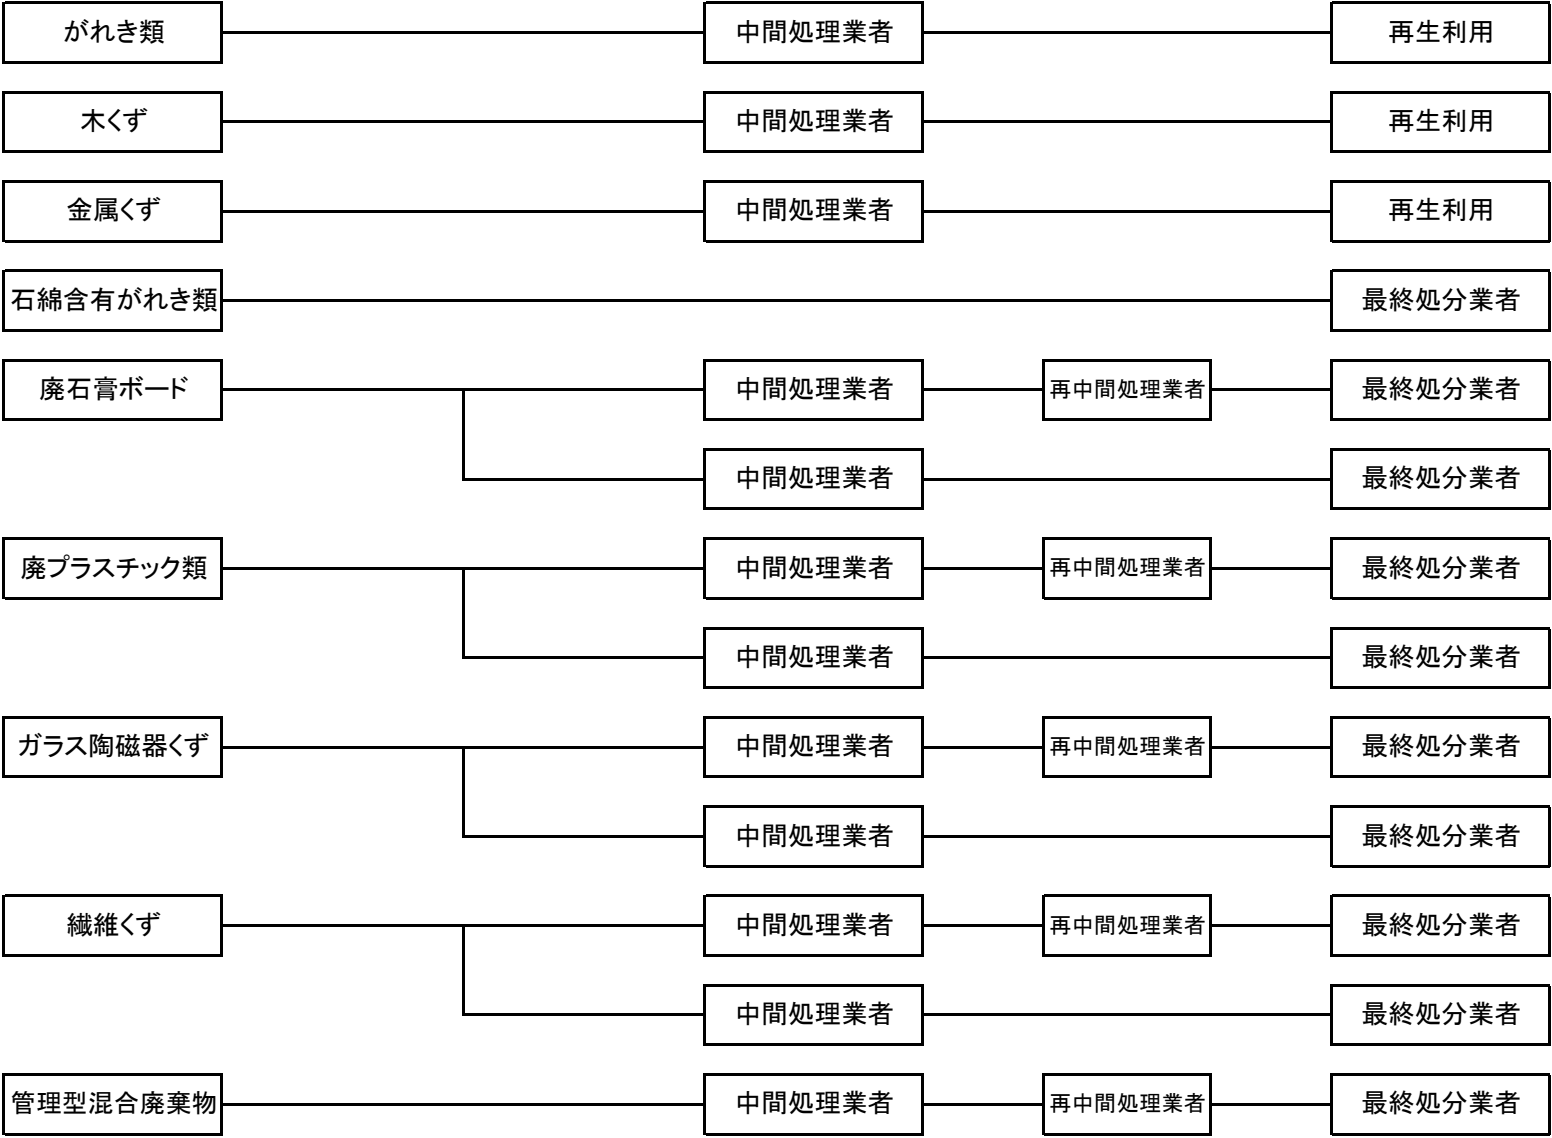 がれき類 中間処理業者 再生利用
木くず 中間処理業者 再生利用
金属くず 中間処理業者 再生利用
石綿含有がれき類 最終処分業者
廃石膏ボード 中間処理業者 再中間処理業者 最終処分業者
中間処理業者 最終処分業者
廃プラスチック類 中間処理業者 再中間処理業者 最終処分業者
中間処理業者 最終処分業者
ガラス陶磁器くず 中間処理業者 再中間処理業者 最終処分業者
中間処理業者 最終処分業者
繊維くず 中間処理業者 再中間処理業者 最終処分業者
中間処理業者 最終処分業者
管理型混合廃棄物 中間処理業者 再中間処理業者 最終処分業者